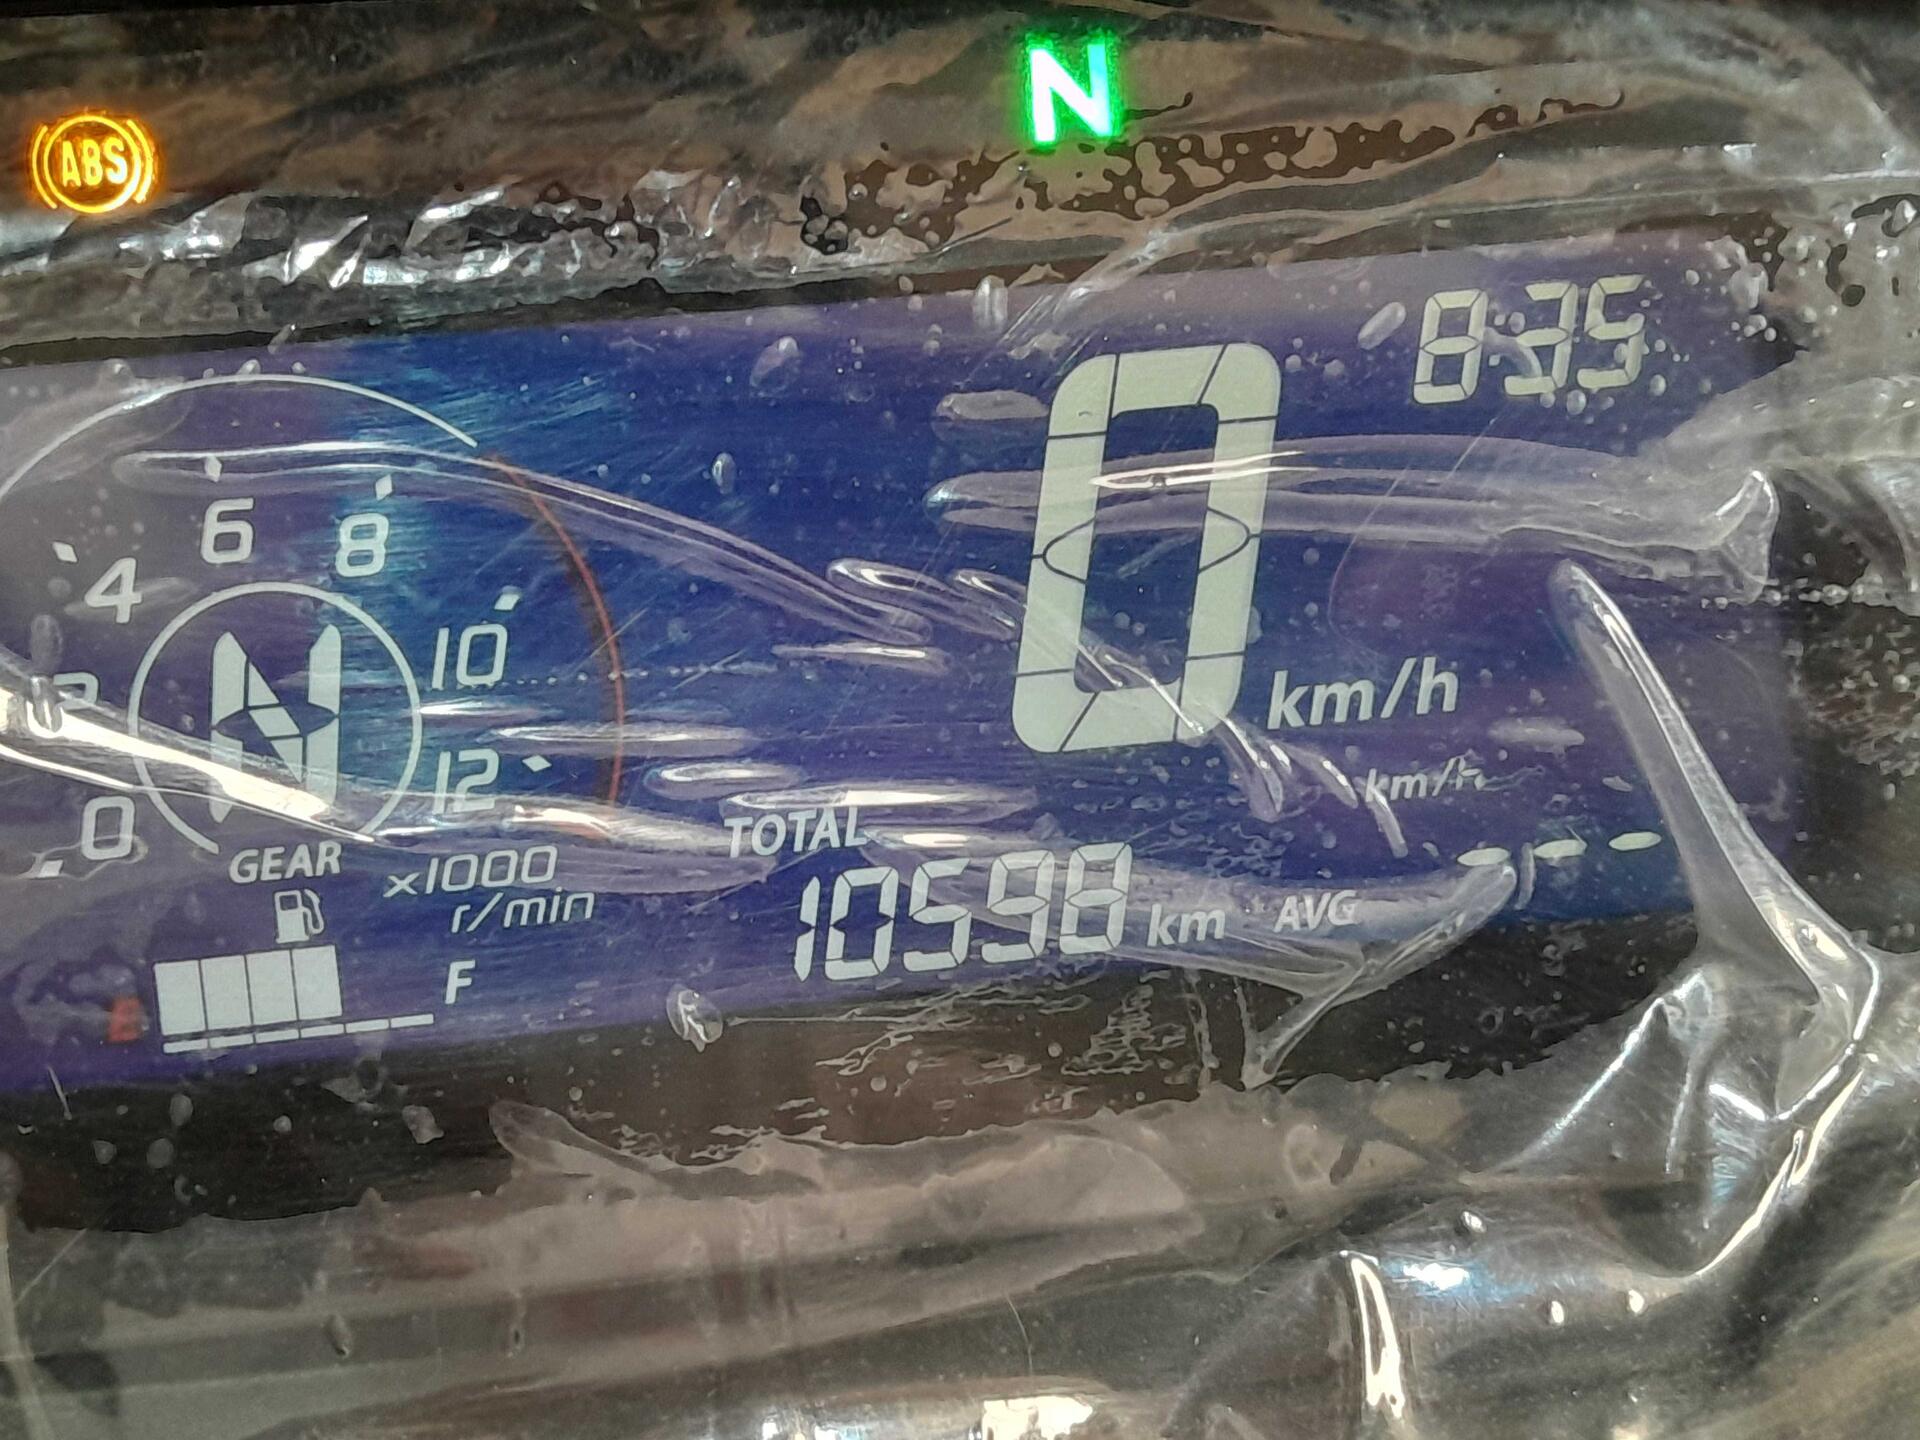 N
ABS
8:35
6
8
4
10
2
12
0
N
GEAR
x1000
r/min
0
km/h
km/L
TOTAL
10598 km
AVG
---
E
F